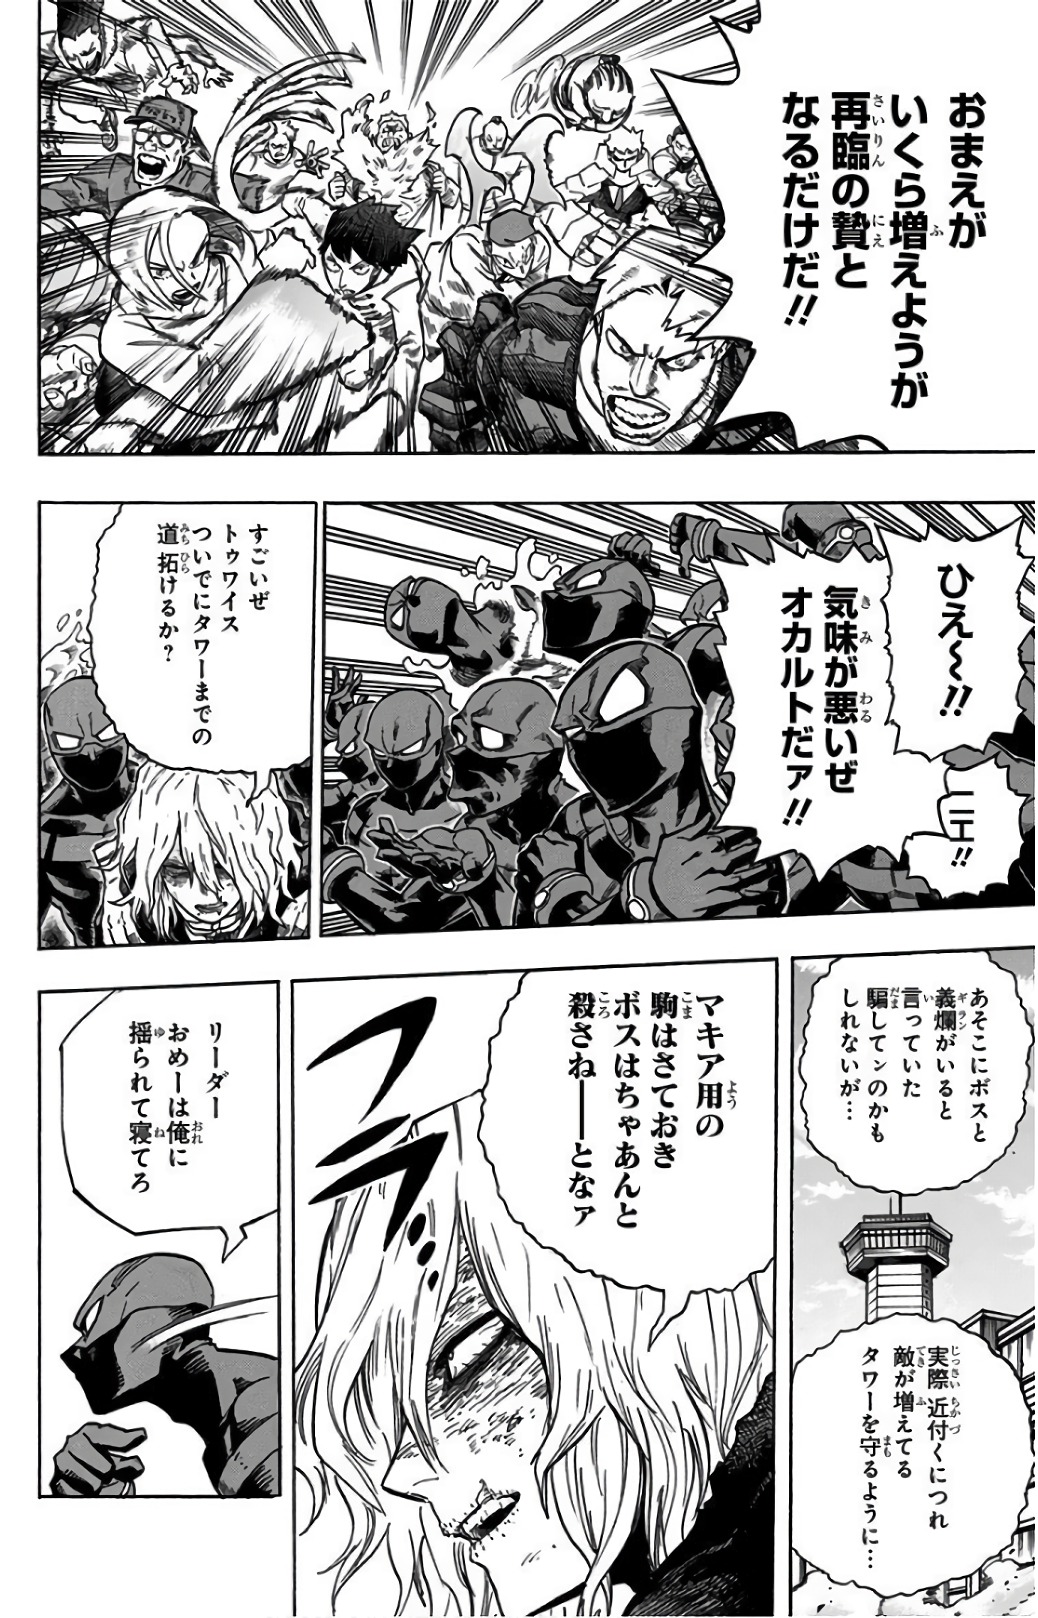 おまえが
いくら増えようが
再臨の贄と
なるだけだ!!
ひえ〜!!
ニエ!!
気味が悪いぜ
オカルトだァ!!
すごいぜ
トゥワイス
ついでにタワーまでの
道拓けるか?
あそこにボスと
義爛がいると
言っていた
騙してンのかも
しれないが…
実際近付くにつれ
敵が増えてる
タワーを守るように…
マキア用の
駒はさておき
ボスはちゃあんと
殺さね──となァ
フラ…
リーダー
おめーは俺に
揺られて寝てろ